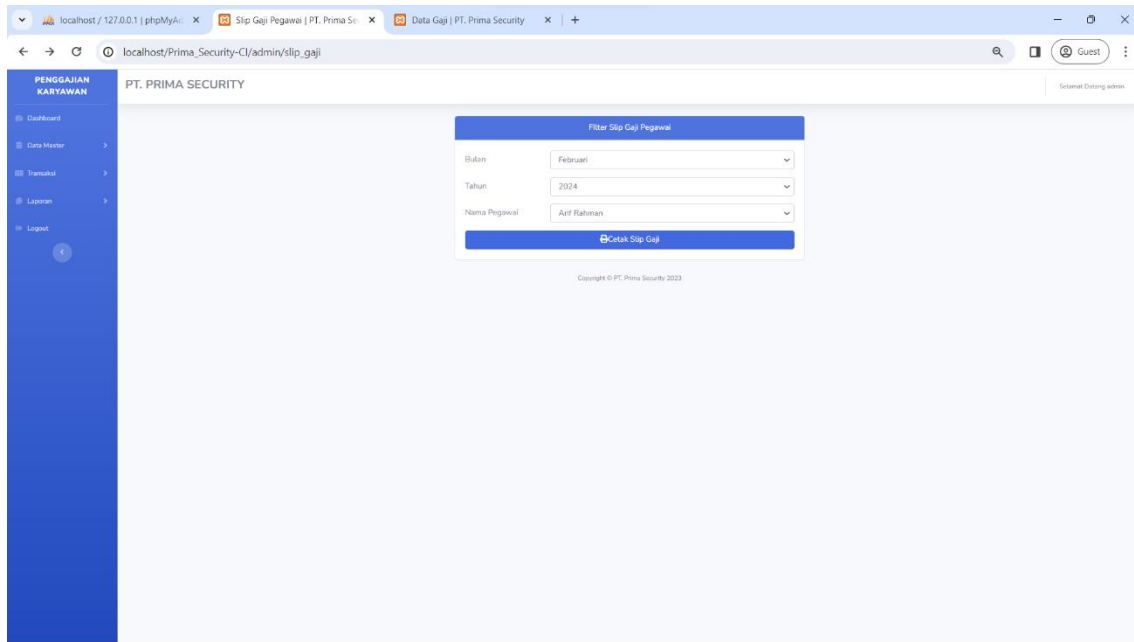 localhost / 127.0.0.1 | phpMyAd
Slip Gaji Pegawai | PT. Prima Se
Data Gaji | PT. Prima Security
localhost/Prima_Security-CI/admin/slip_gaji
Guest
PENGGAJIAN
KARYAWAN
PT. PRIMA SECURITY
Selamat Datang admin
Dashboard
Data Master
Transaksi
Laporan
Logout
Filter Slip Gaji Pegawai
Bulan
Februari
Tahun
2024
Nama Pegawai
Arif Rahman
Cetak Slip Gaji
Copyright © PT. Prima Security 2023